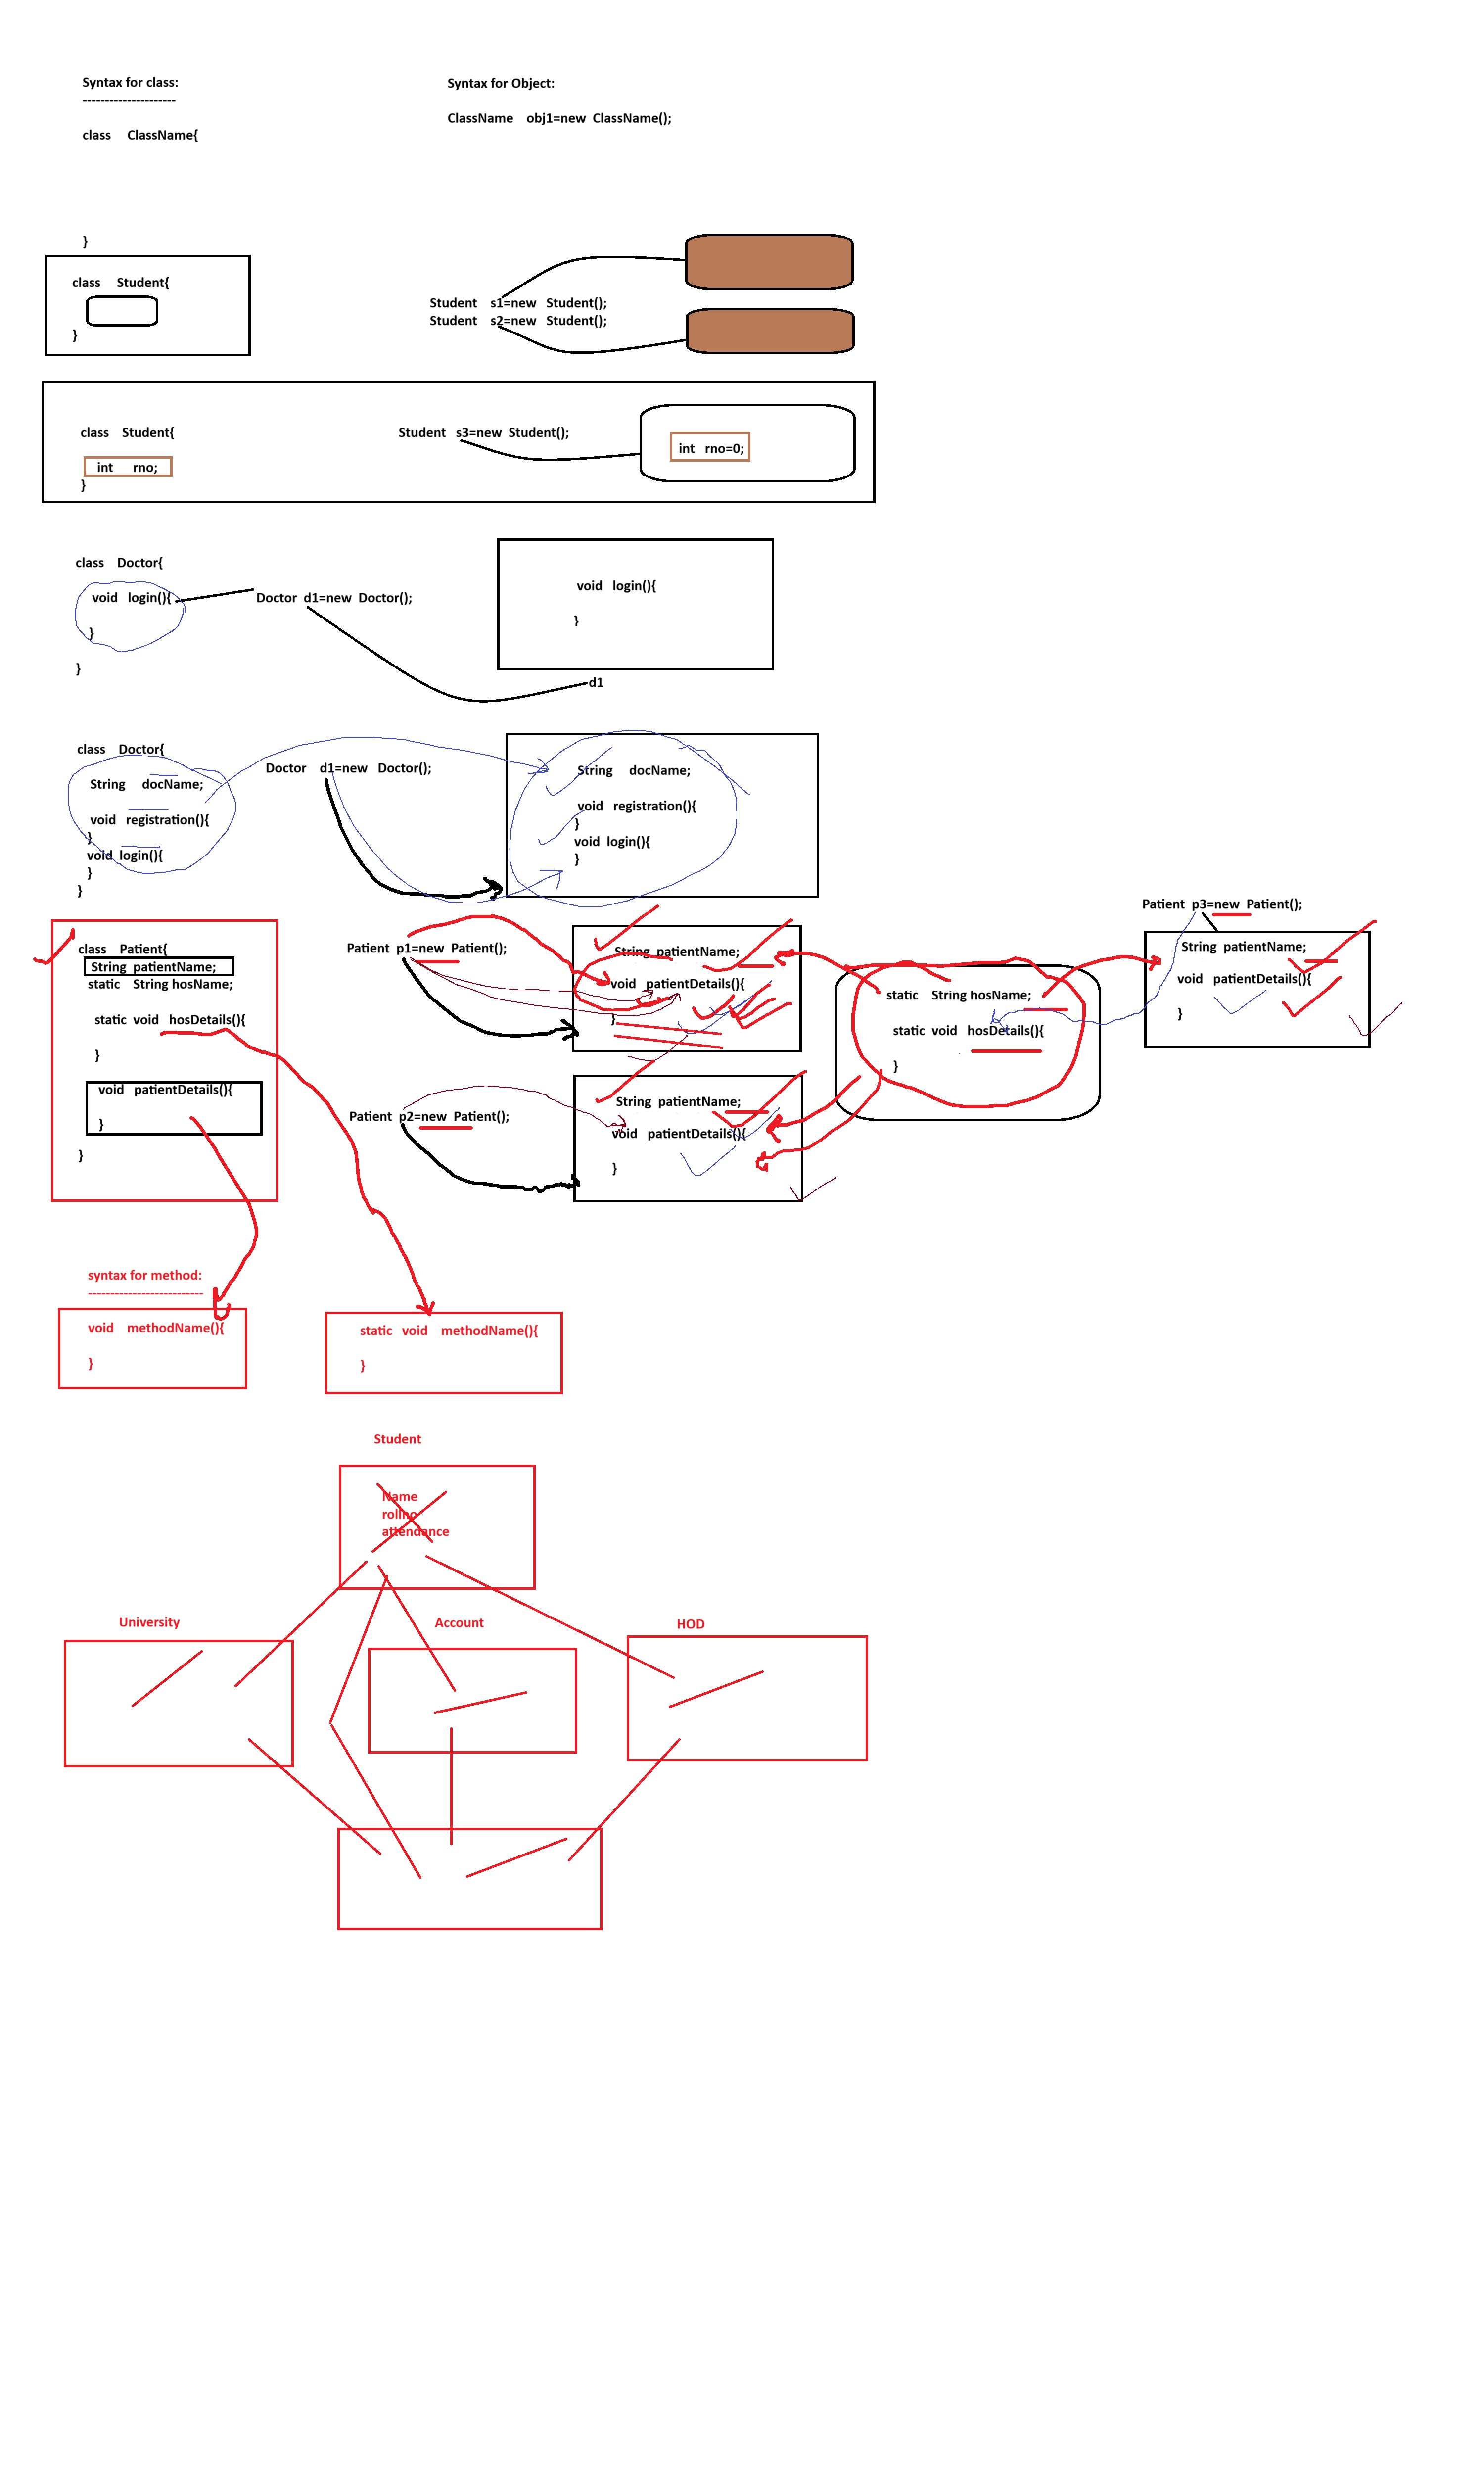 Syntax for class:
---------------------
class ClassName{
}
Syntax for Object:
ClassName obj1=new ClassName();
class Student{
}
Student s1=new Student();
Student s2=new Student();
class Student{
int rno;
}
Student s3=new Student();
int rno=0;
class Doctor{
void login(){
}
}
Doctor d1=new Doctor();
void login(){
}
d1
class Doctor{
String docName;
void registration(){
}
void login(){
}
}
Doctor d1=new Doctor();
String docName;
void registration(){
}
void login(){
}
class Patient{
String patientName;
static String hosName;
static void hosDetails(){
}
void patientDetails(){
}
}
Patient p1=new Patient();
String patientName;
void patientDetails(){
}
Patient p2=new Patient();
String patientName;
void patientDetails(){
}
static String hosName;
static void hosDetails(){
}
Patient p3=new Patient();
String patientName;
void patientDetails(){
}
syntax for method:
--------------------------
void methodName(){
}
static void methodName(){
}
Student
Name
rollno
attendance
University
Account
HOD